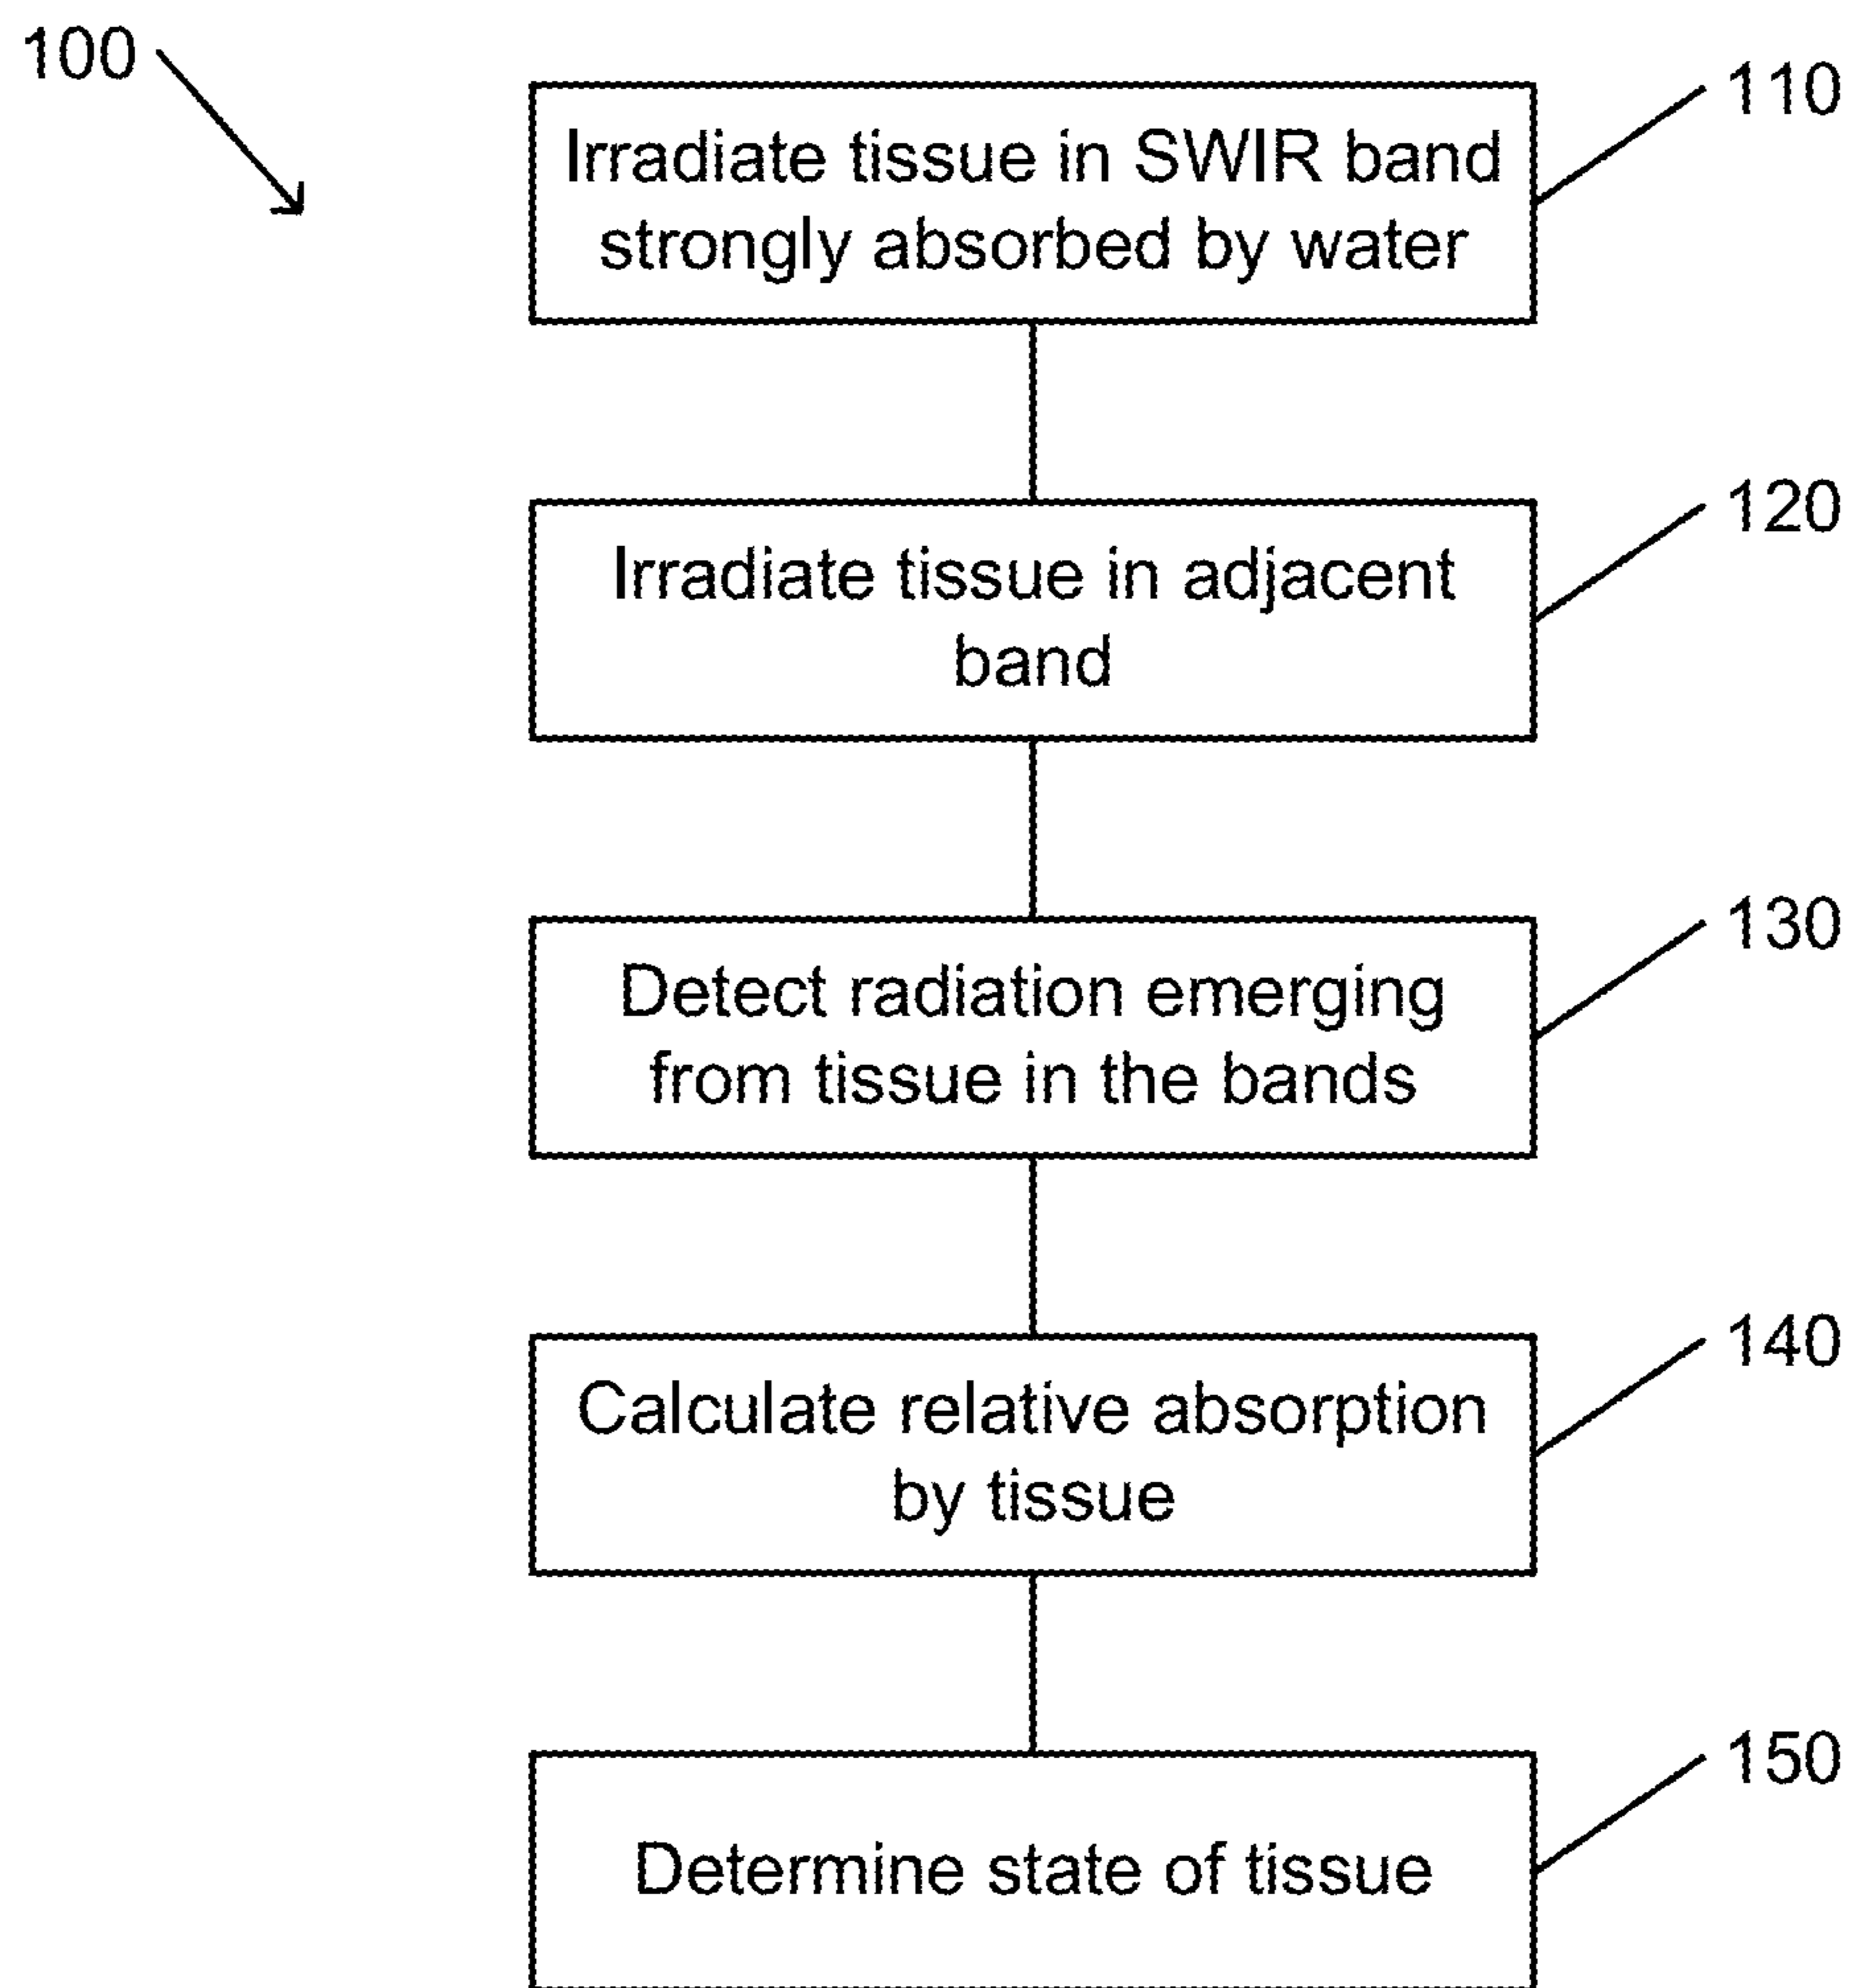 100
110
Irradiate tissue in SWIR band
strongly absorbed by water
120
Irradiate tissue in adjacent
band
130
Detect radiation emerging
from tissue in the bands
140
Calculate relative absorption
by tissue
150
Determine state of tissue